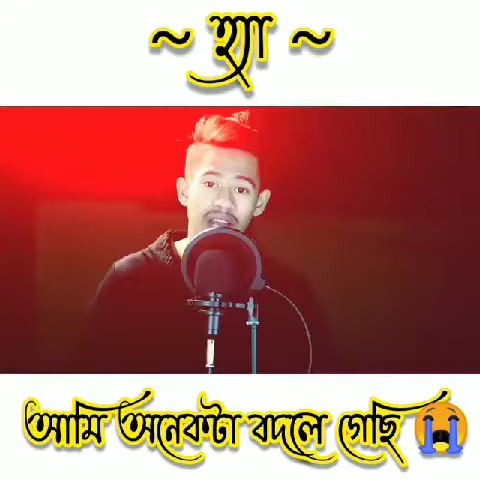 ~ হ্যা ~
আমি অনেকটা বদলে গেছি 😭